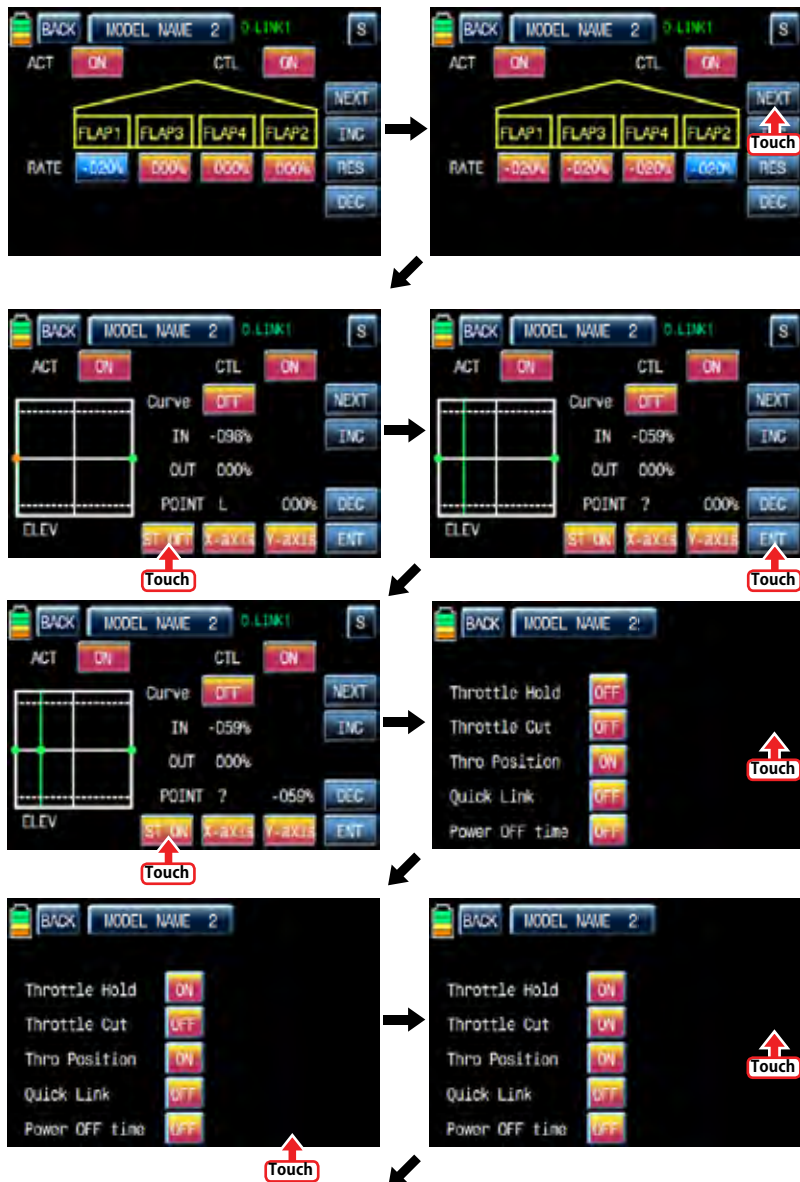 BACK MODEL NAME 2 D.LINK1 S
ACT ON CTL ON
NEXT
FLAP1 FLAP3 FLAP4 FLAP2 INC
RATE -020% 000% 000% 000% RES
DEC
BACK MODEL NAME 2 D.LINK1 S
ACT ON CTL ON
NEXT
FLAP1 FLAP3 FLAP4 FLAP2
Touch
RATE -020% -020% -020% -020% RES
DEC
BACK MODEL NAME 2 D.LINK1 S
ACT ON CTL ON
Curve OFF NEXT
IN -098% INC
OUT 000%
POINT L 000% DEC
ELEV
ST OFF X-axis Y-axis ENT
Touch
BACK MODEL NAME 2 D.LINK1 S
ACT ON CTL ON
Curve OFF NEXT
IN -059% INC
OUT 000%
POINT ? 000% DEC
ELEV
ST ON X-axis Y-axis ENT
Touch
BACK MODEL NAME 2 D.LINK1 S
ACT ON CTL ON
Curve OFF NEXT
IN -059% INC
OUT 000%
POINT ? -059% DEC
ELEV
ST ON X-axis Y-axis ENT
Touch
BACK MODEL NAME 2
Throttle Hold OFF
Throttle Cut OFF
Thro Position ON
Touch
Quick Link OFF
Power OFF time OFF
BACK MODEL NAME 2
Throttle Hold ON
Throttle Cut OFF
Thro Position ON
Quick Link OFF
Power OFF time OFF
Touch
BACK MODEL NAME 2
Throttle Hold ON
Throttle Cut ON
Thro Position ON
Touch
Quick Link OFF
Power OFF time OFF